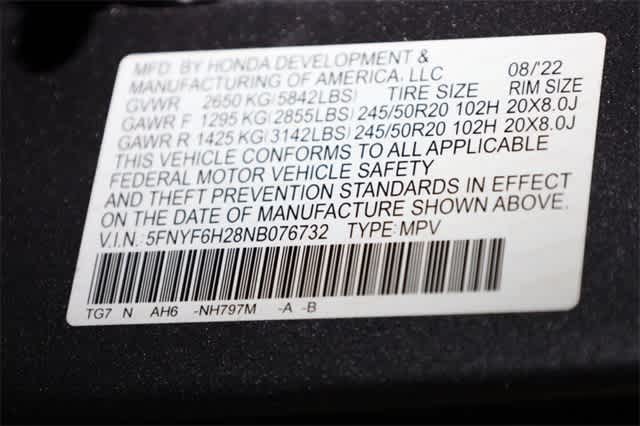 MFD. BY HONDA DEVELOPMENT &
MANUFACTURING OF AMERICA, LLC 08/'22
GVWR 2650 KG(5842LBS) TIRE SIZE RIM SIZE
GAWR F 1295 KG(2855LBS) 245/50R20 102H 20X8.0J
GAWR R 1425 KG(3142LBS) 245/50R20 102H 20X8.0J
THIS VEHICLE CONFORMS TO ALL APPLICABLE
FEDERAL MOTOR VEHICLE SAFETY
AND THEFT PREVENTION STANDARDS IN EFFECT
ON THE DATE OF MANUFACTURE SHOWN ABOVE.
V.I.N.: 5FNYF6H28NB076732 TYPE:MPV
TG7 N AH6 -NH797M -A -B